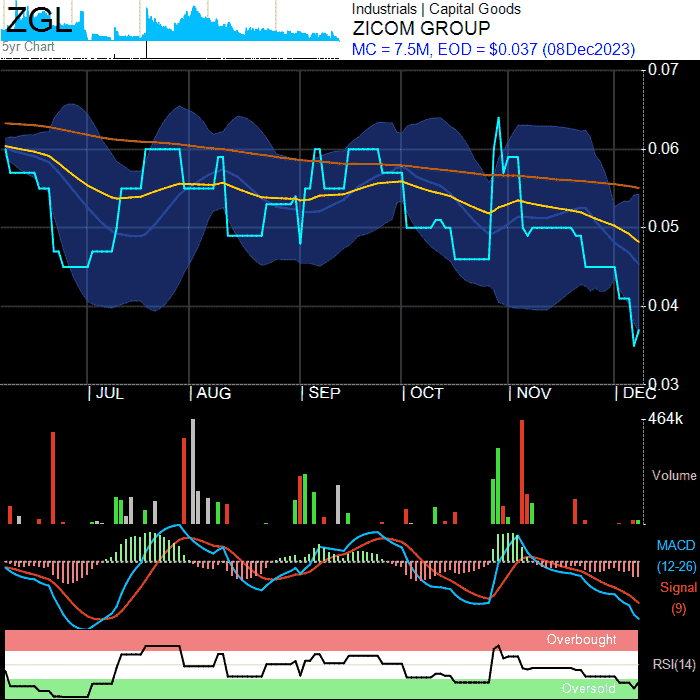 ZGL
5yr Chart
Industrials | Capital Goods
ZICOM GROUP
MC = 7.5M, EOD = $0.037 (08Dec2023)
0.07
0.06
0.05
0.04
0.03
| JUL
| AUG
| SEP
| OCT
| NOV
| DEC
464k
Volume
MACD
(12-26)
Signal
(9)
Overbought
RSI(14)
Oversold